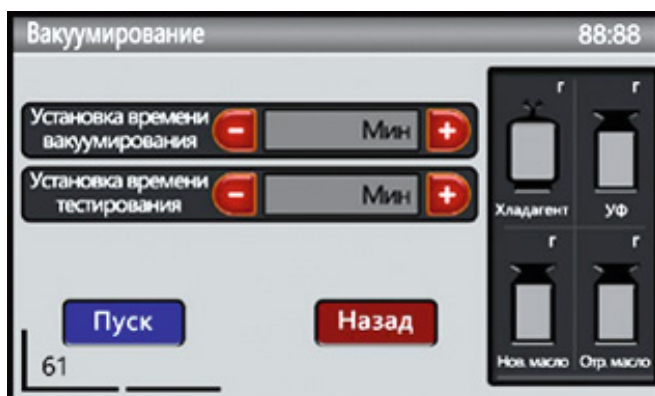 Вакуумирование 88:88
Установка времени
вакуумирования
- Мин +
Установка времени
тестирования
- Мин +
г г
Хладагент УФ
г г
Нов. масло Отр. масло
Пуск Назад
61